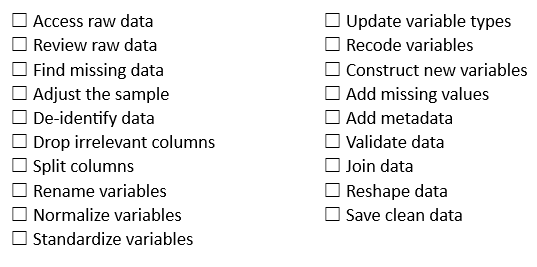 ☐ Access raw data
☐ Review raw data
☐ Find missing data
☐ Adjust the sample
☐ De-identify data
☐ Drop irrelevant columns
☐ Split columns
☐ Rename variables
☐ Normalize variables
☐ Standardize variables
☐ Update variable types
☐ Recode variables
☐ Construct new variables
☐ Add missing values
☐ Add metadata
☐ Validate data
☐ Join data
☐ Reshape data
☐ Save clean data